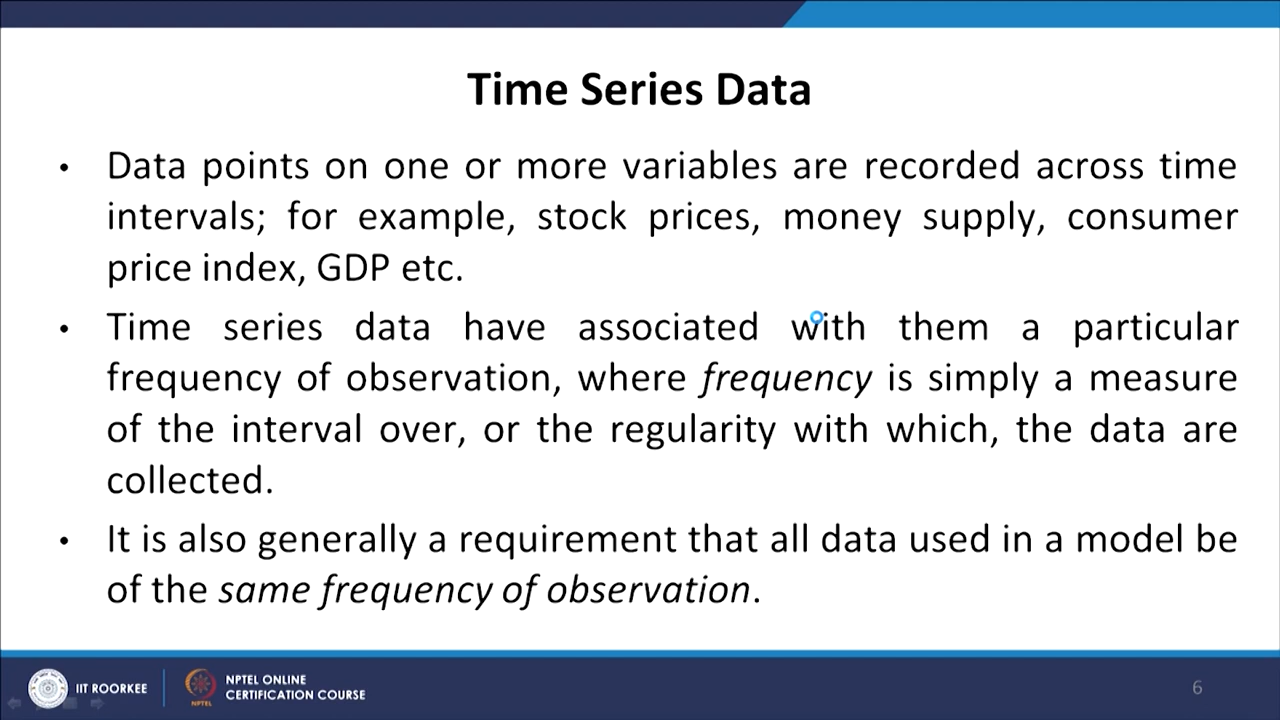 Time Series Data
• Data points on one or more variables are recorded across time
intervals; for example, stock prices, money supply, consumer
price index, GDP etc.
• Time series data have associated with them a particular
frequency of observation, where frequency is simply a measure
of the interval over, or the regularity with which, the data are
collected.
• It is also generally a requirement that all data used in a model be
of the same frequency of observation.
IIT ROORKEE
NPTEL
NPTEL ONLINE
CERTIFICATION COURSE
6